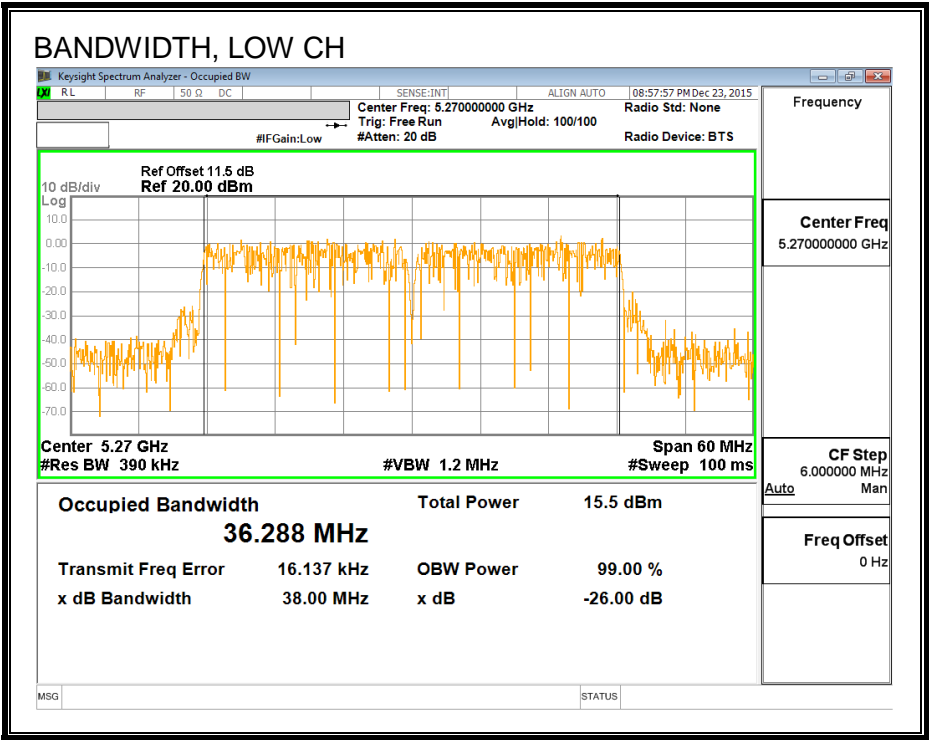 BANDWIDTH, LOW CH
Keysight Spectrum Analyzer - Occupied BW
LXI RL RF 50 Ω DC SENSE:INT ALIGN AUTO 08:57:57 PM Dec 23, 2015
Frequency
Center Freq: 5.270000000 GHz Radio Std: None
Trig: Free Run Avg|Hold: 100/100
#IFGain:Low #Atten: 20 dB Radio Device: BTS
Ref Offset 11.5 dB
10 dB/div Ref 20.00 dBm
Log
10.0
0.00
-10.0
-20.0
-30.0
-40.0
-50.0
-60.0
-70.0
Center 5.27 GHz Span 60 MHz
#Res BW 390 kHz #VBW 1.2 MHz #Sweep 100 ms
Occupied Bandwidth Total Power 15.5 dBm
36.288 MHz
Transmit Freq Error 16.137 kHz OBW Power 99.00 %
x dB Bandwidth 38.00 MHz x dB -26.00 dB
Center Freq
5.270000000 GHz
CF Step
6.000000 MHz
Auto Man
Freq Offset
0 Hz
MSG STATUS